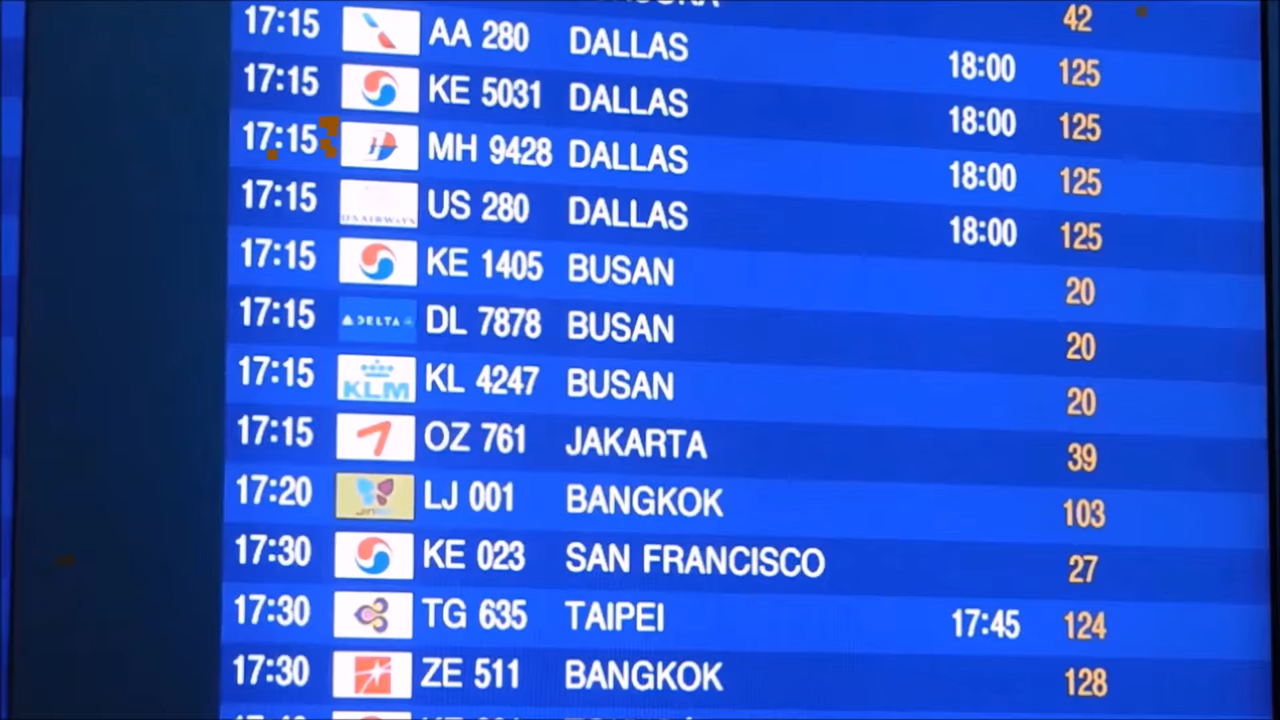 42
17:15 AA 280 DALLAS 18:00 125
17:15 KE 5031 DALLAS 18:00 125
17:15 MH 9428 DALLAS 18:00 125
17:15 USAIRWAYS US 280 DALLAS 18:00 125
17:15 KE 1405 BUSAN 20
17:15 DELTA DL 7878 BUSAN 20
17:15 KLM KL 4247 BUSAN 20
17:15 OZ 761 JAKARTA 39
17:20 LJ 001 BANGKOK 103
17:30 KE 023 SAN FRANCISCO 27
17:30 TG 635 TAIPEI 17:45 124
17:30 ZE 511 BANGKOK 128